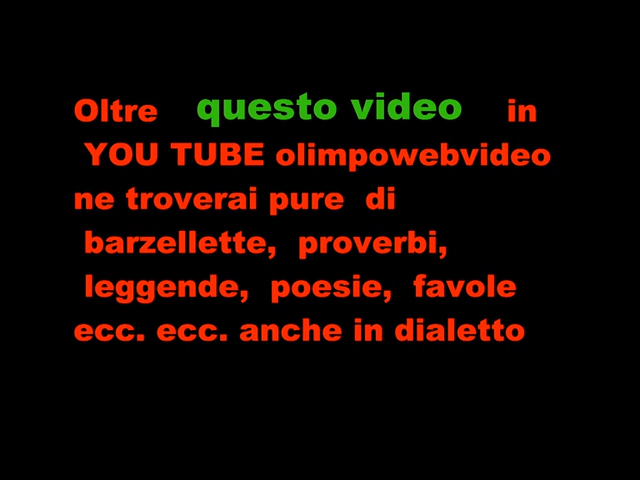 Oltre questo video in
YOU TUBE olimpowebvideo
ne troverai pure di
barzellette, proverbi,
leggende, poesie, favole
ecc. ecc. anche in dialetto